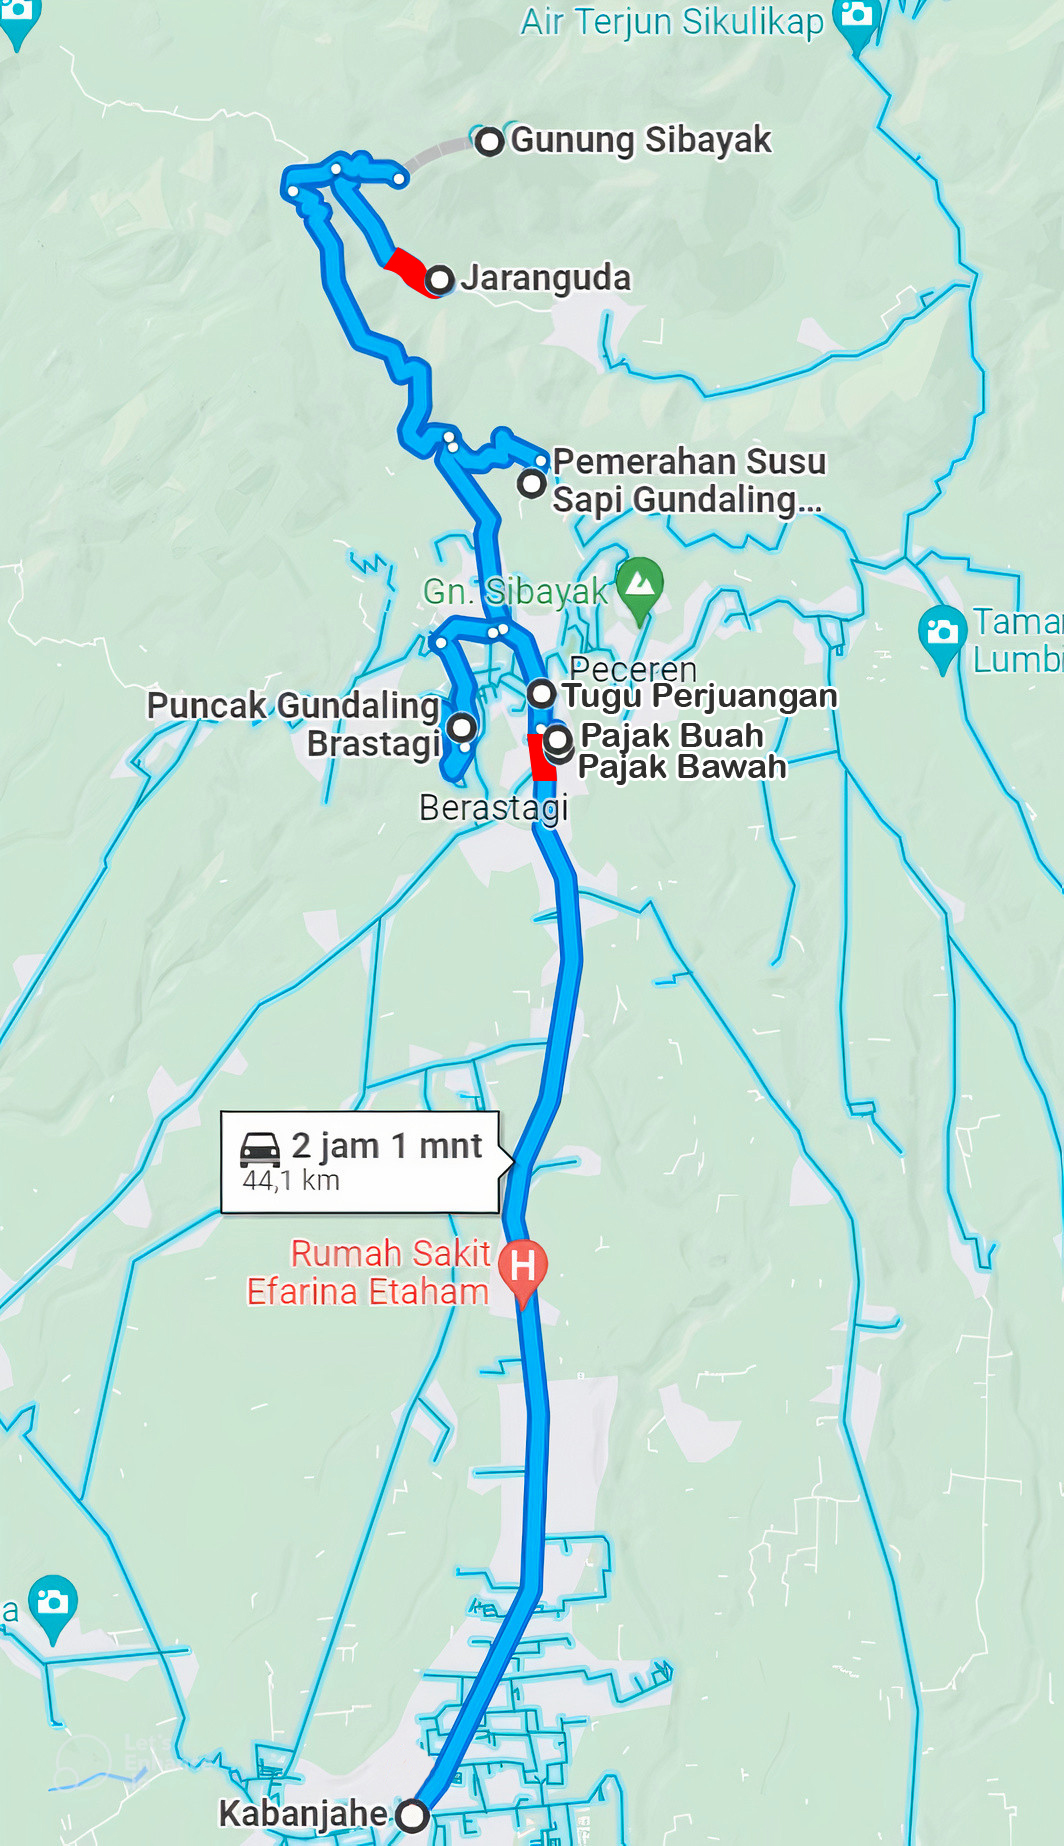 Air Terjun Sikulikap
Gunung Sibayak
Jaranguda
Pemerahan Susu
Sapi Gundaling...
Gn. Sibayak
Tama
Lumbi
Peceren
Tugu Perjuangan
Puncak Gundaling
Brastagi
Pajak Buah
Pajak Bawah
Berastagi
2 jam 1 mnt
44,1 km
Rumah Sakit
Efarina Etaham
H
a
Kabanjahe